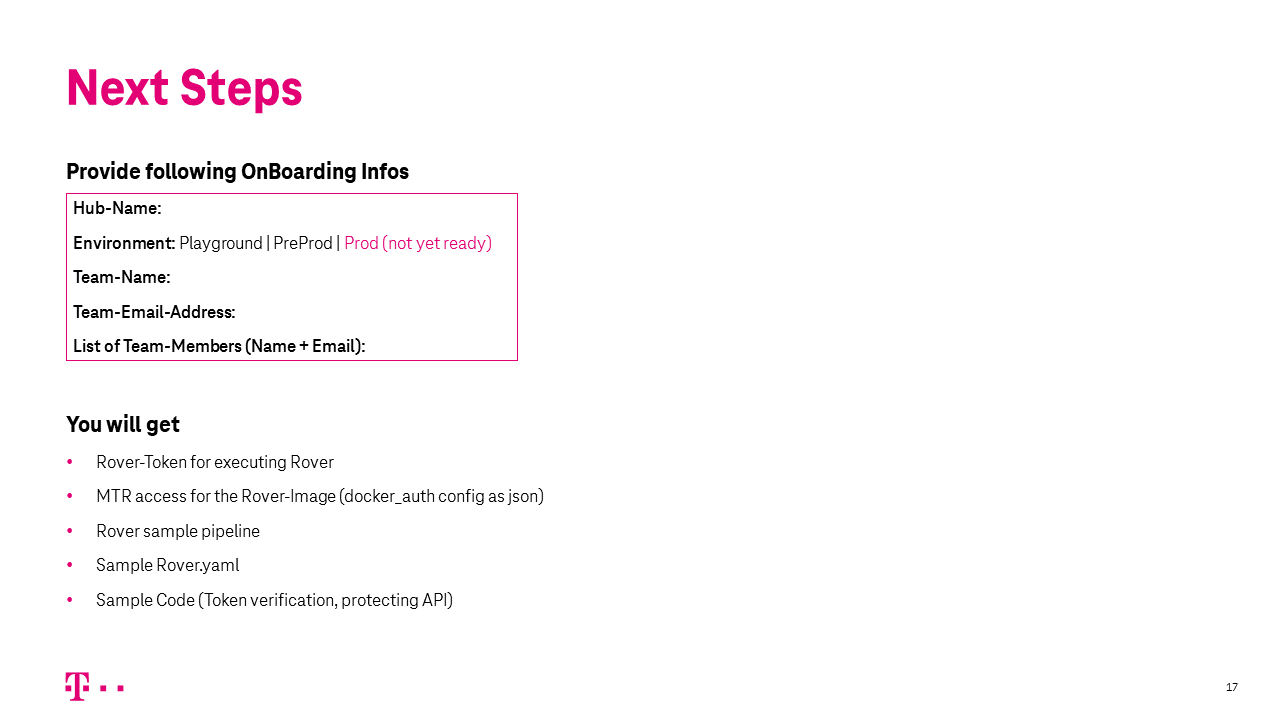 Next Steps
Provide following OnBoarding Infos
Hub-Name:
Environment: Playground | PreProd | Prod (not yet ready)
Team-Name:
Team-Email-Address:
List of Team-Members (Name + Email):
You will get
• Rover-Token for executing Rover
• MTR access for the Rover-Image (docker_auth config as json)
• Rover sample pipeline
• Sample Rover.yaml
• Sample Code (Token verification, protecting API)
T
17